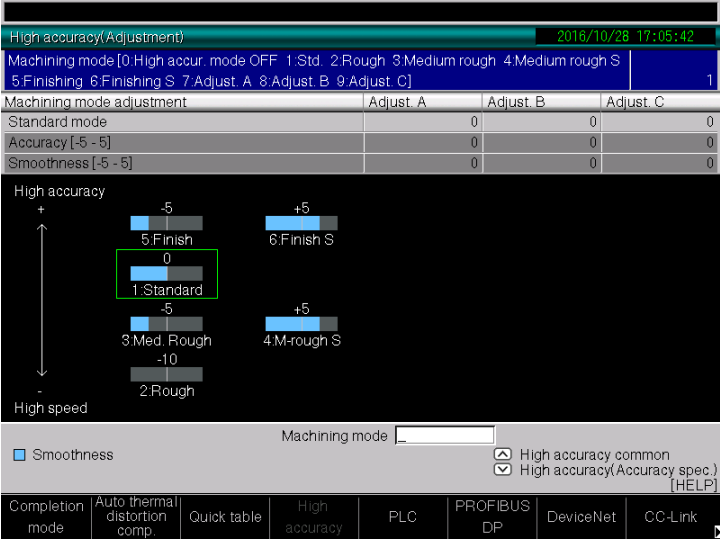 High accuracy(Adjustment) 2016/10/28 17:05:42
Machining mode [0:High accur. mode OFF 1:Std. 2:Rough 3:Medium rough 4:Medium rough S
5:Finishing 6:Finishing S 7:Adjust. A 8:Adjust. B 9:Adjust. C] 1
Machining mode adjustment Adjust. A Adjust. B Adjust. C
Standard mode 0 0 0
Accuracy [-5 - 5] 0 0 0
Smoothness [-5 - 5] 0 0 0
High accuracy
+
-5 +5
5:Finish 6:Finish S
0
1:Standard
-5 +5
3:Med. Rough 4:M-rough S
-10
2:Rough
-
High speed
Machining mode
Smoothness
High accuracy common
High accuracy(Accuracy spec.)
[HELP]
Completion mode Auto thermal distortion comp. Quick table High accuracy PLC PROFIBUS DP DeviceNet CC-Link